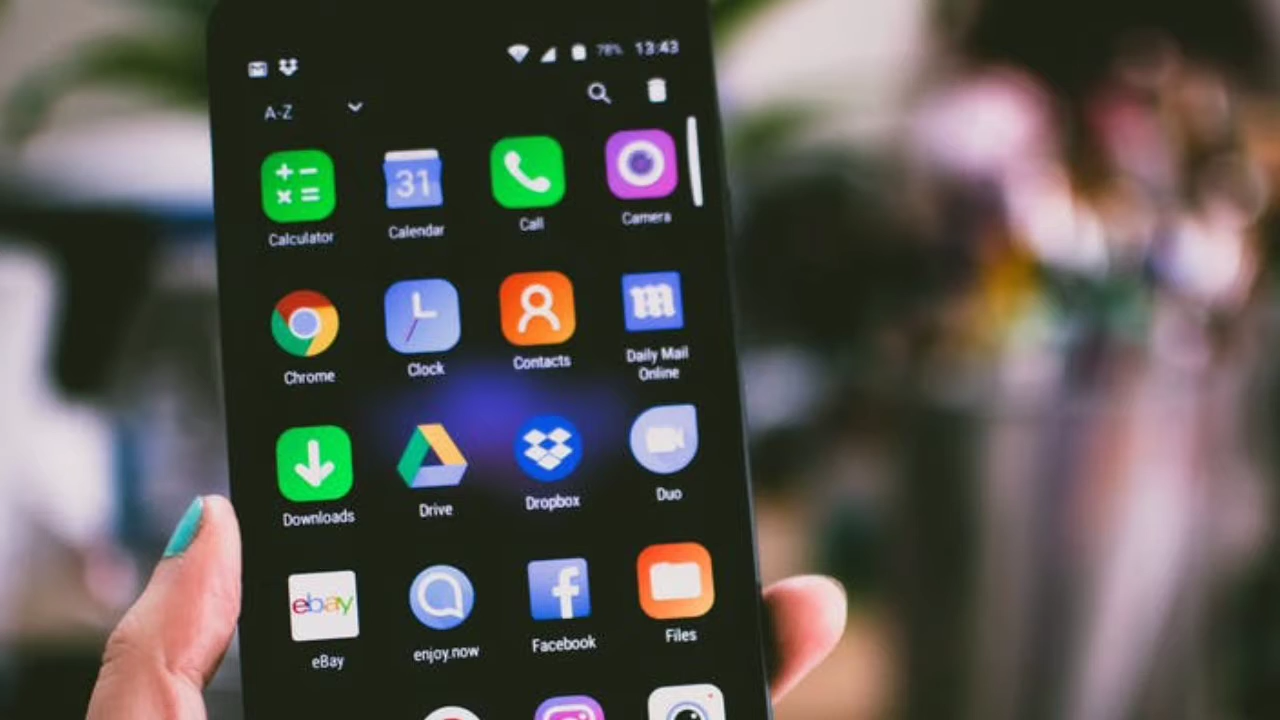 78% 13:43
A-Z
31
Calculator Calendar Call Camera
Chrome Clock Contacts Daily Mail
Online
Downloads Drive Dropbox Duo
ebay
eBay enjoy.now Facebook Files